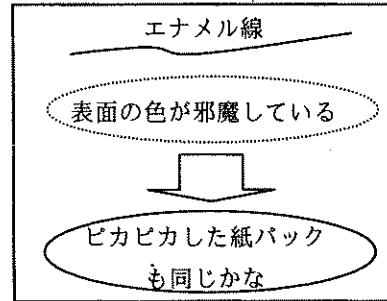 エナメル線
表面の色が邪魔している
ピカピカした紙パック
も同じかな